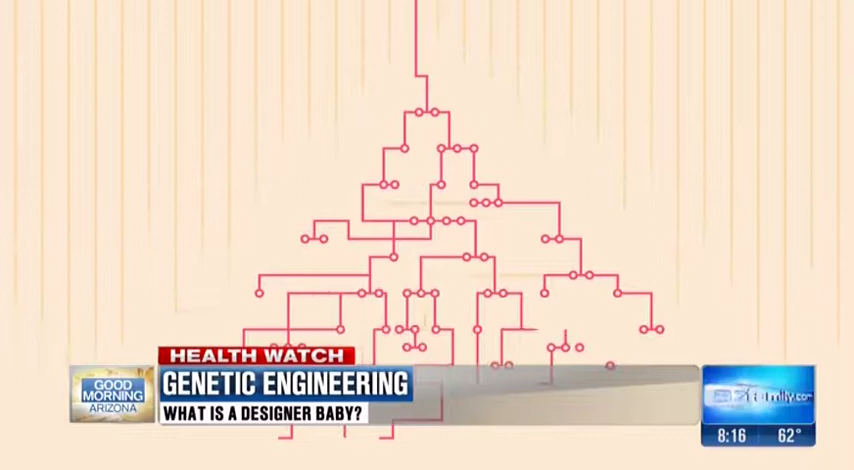 HEALTH WATCH
GENETIC ENGINEERING
WHAT IS A DESIGNER BABY?
GOOD
MORNING
ARIZONA
8:16 62°